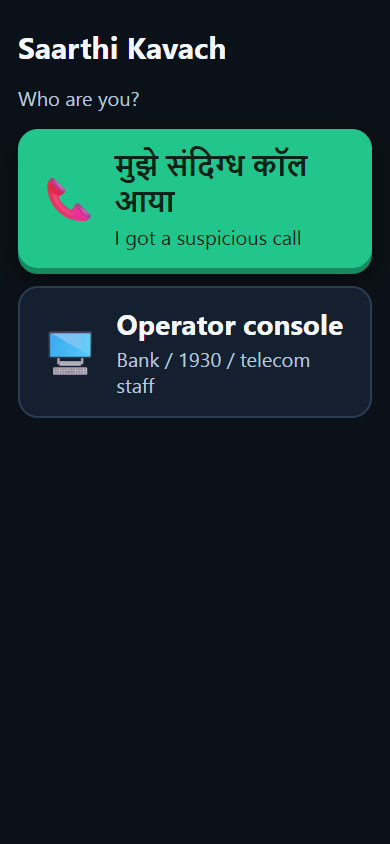 Saarthi Kavach
Who are you?
मुझे संदिग्ध कॉल
आया
I got a suspicious call
Operator console
Bank / 1930 / telecom
staff